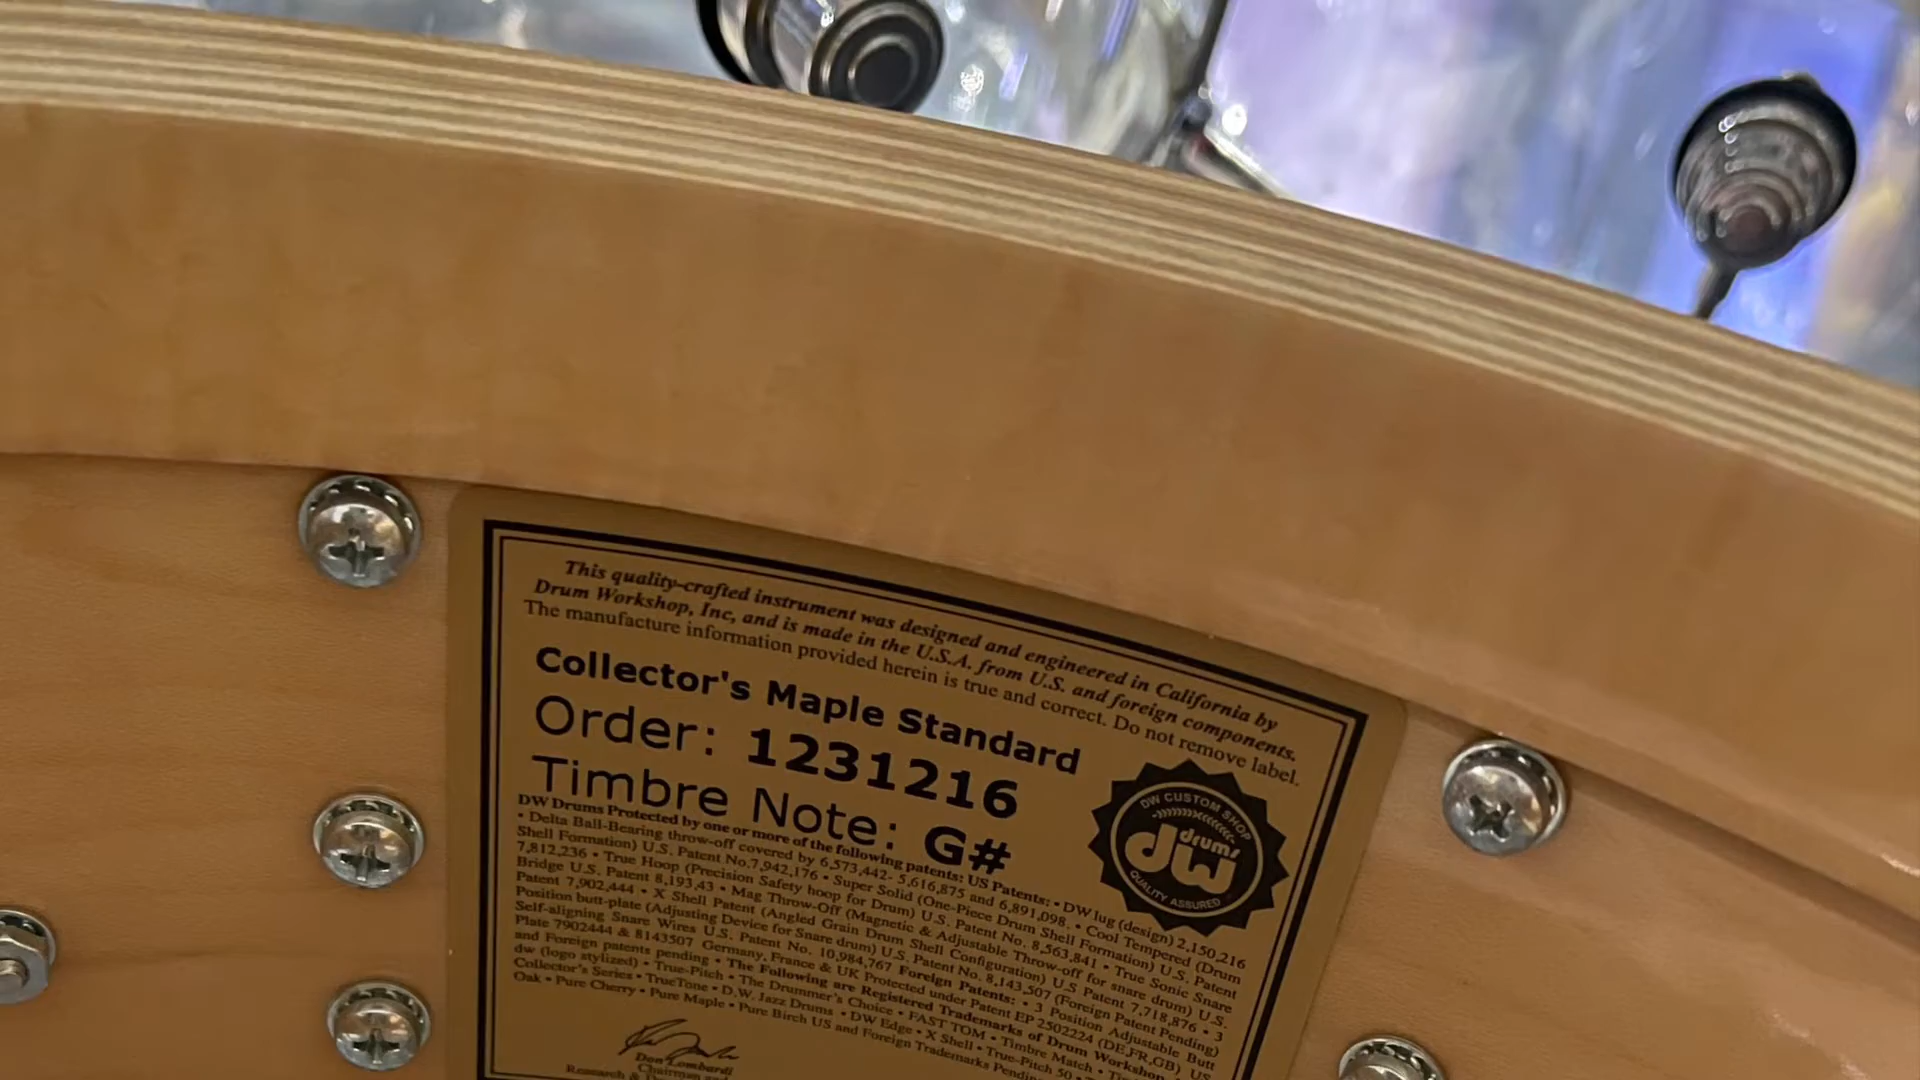 This quality-crafted instrument was designed and engineered in California by
Drum Workshop, Inc, and is made in the U.S.A. from U.S. and foreign components.
The manufacture information provided herein is true and correct. Do not remove label.
Collector's Maple Standard
Order: 1231216
Timbre Note: G#
DW CUSTOM SHOP
drums
dw
QUALITY ASSURED
DW Drums Protected by one or more of the following patents: US Patents: • DW lug (design) 2,150,216
• Delta Ball-Bearing throw-off covered by 6,573,442- 5,616,875 and 6,891,098, • Cool Tempered (Drum
Shell Formation) U.S. Patent No.7,942,176 • Super Solid (One-Piece Drum Shell Formation) U.S. Patent
7,812,236 • True Hoop (Precision Safety hoop for Drum) U.S. Patent No. 8,563,841 • True Sonic Snare
Bridge U.S. Patent 8,193,43 • Mag Throw-Off (Magnetic & Adjustable Throw-off for snare drum) U.S.
Patent 7,902,444 • X Shell Patent (Angled Grain Drum Shell Configuration) U.S Patent 7,718,876 • 3
Position butt-plate (Adjusting Device for Snare drum) U.S. Patent No. 8,143,507 (Foreign Patent Pending)
Self-aligning Snare Wires U.S. Patent No. 10,984,767 Foreign Patents: • 3 Position Adjustable Butt
Plate 7902444 & 8143507 Germany, France & UK Protected under Patent EP 2502224 (DE,FR,GB) US
and Foreign patents pending • The Following are Registered Trademarks of Drum Workshop
dw (logo stylized) • True-Pitch • The Drummer's Choice • FAST TOM • Timbre Match •
Collector's Series • TrueTone • D.W. Jazz Drums • DW Edge • X Shell • True-Pitch 50 •
Oak • Pure Cherry • Pure Maple • Pure Birch US and Foreign Trademarks Pending
Don Lombardi
Chairman and
Research &